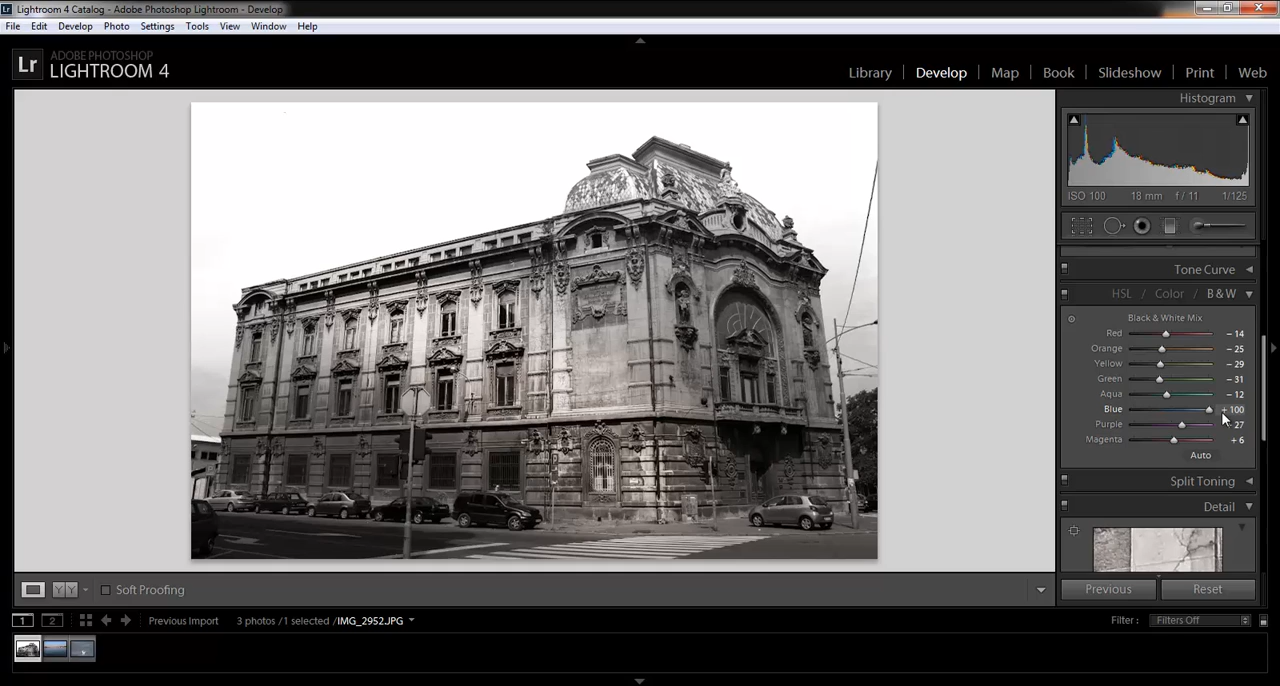 Lightroom 4 Catalog - Adobe Photoshop Lightroom - Develop
File Edit Develop Photo Settings Tools View Window Help
Lr ADOBE PHOTOSHOP
LIGHTROOM 4
Library | Develop | Map | Book | Slideshow | Print | Web
Histogram
ISO 100 18 mm f / 11 1/125
Tone Curve
HSL / Color / B & W
Black & White Mix
Red - 14
Orange - 25
Yellow - 29
Green - 31
Aqua - 12
Blue + 100
Purple 27
Magenta + 6
Auto
Split Toning
Detail
Y Y Soft Proofing
Previous Reset
1 2 Previous Import 3 photos / 1 selected / IMG_2952.JPG Filter : Filters Off